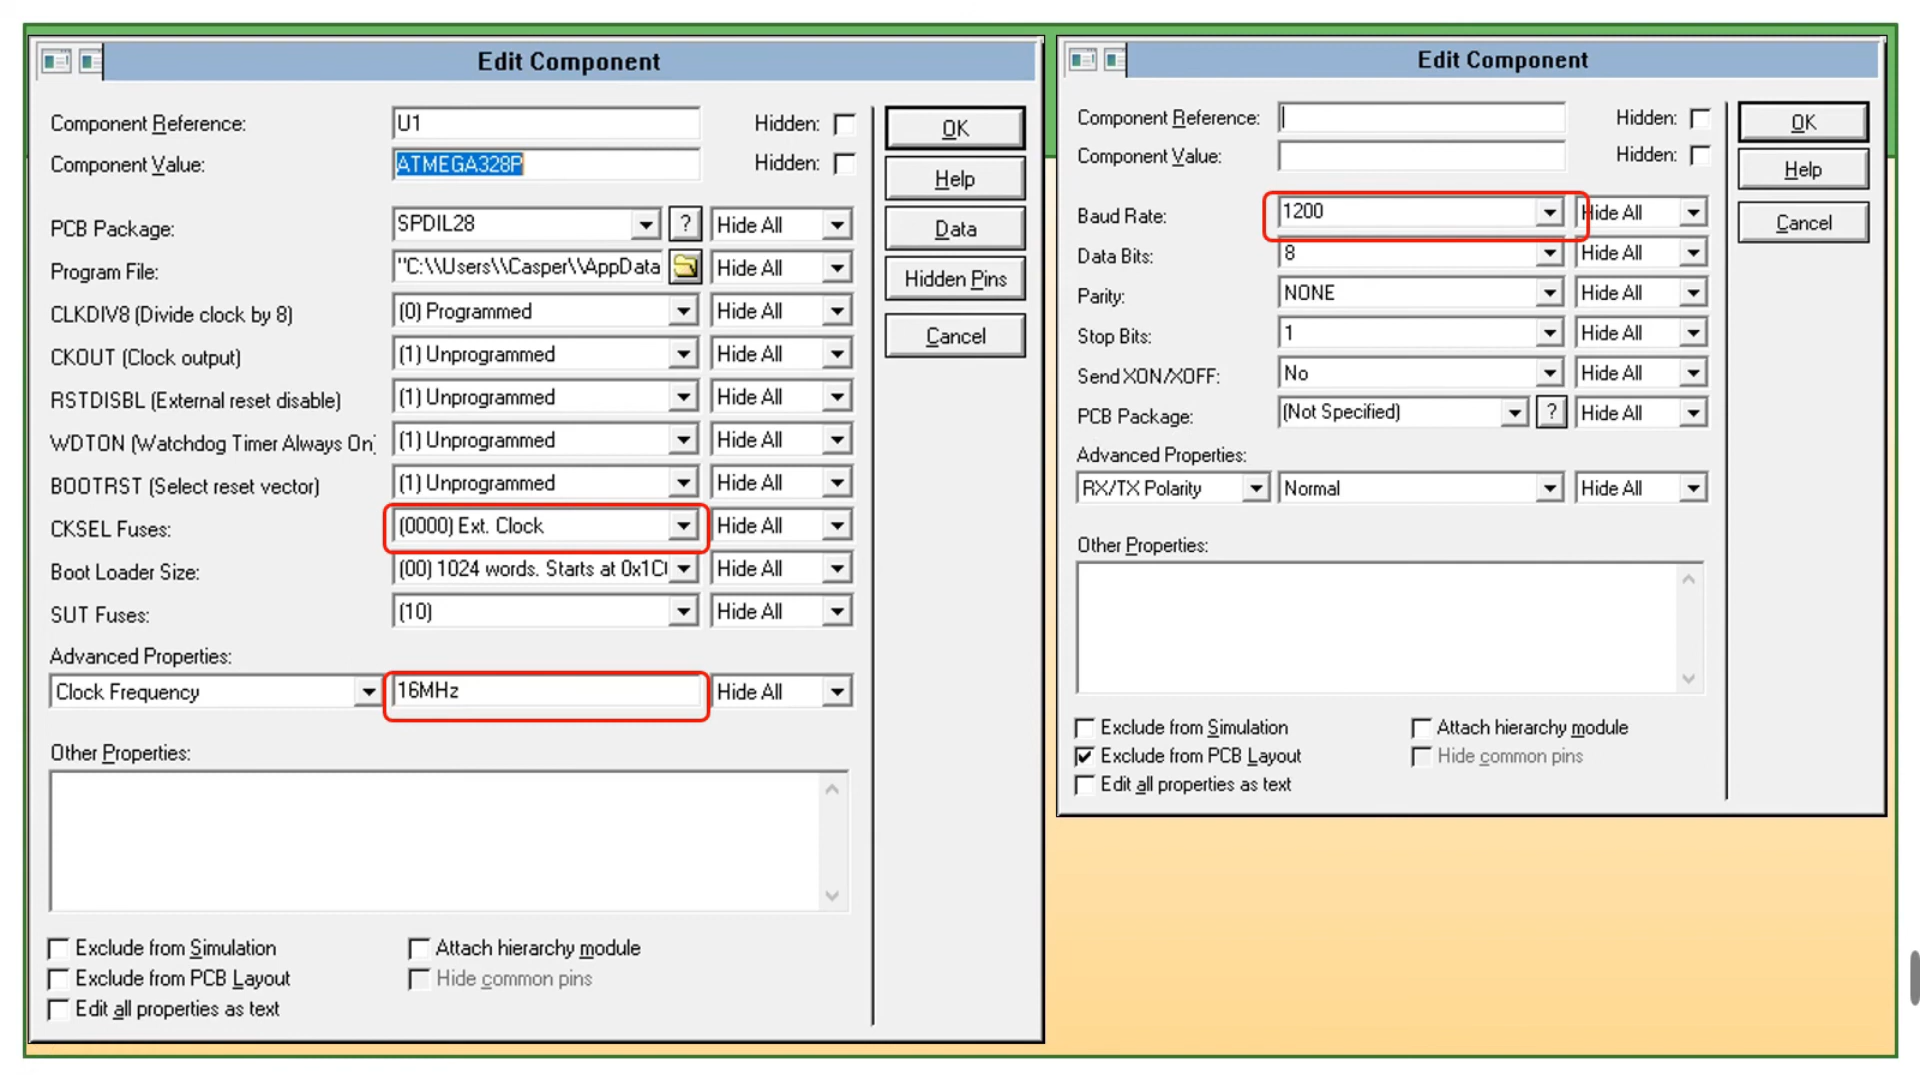 Edit Component
Component Reference: U1 Hidden: OK
Component Value: ATMEGA328P Hidden:
Help
PCB Package: SPDIL28 ? Hide All Data
Program File: "C:\\Users\\Casper\\AppData Hide All Hidden Pins
CLKDIV8 (Divide clock by 8) (0) Programmed Hide All
Cancel
CKOUT (Clock output) (1) Unprogrammed Hide All
RSTDISBL (External reset disable) (1) Unprogrammed Hide All
WDTON (Watchdog Timer Always On) (1) Unprogrammed Hide All
BOOTRST (Select reset vector) (1) Unprogrammed Hide All
CKSEL Fuses: (0000) Ext. Clock Hide All
Boot Loader Size: (00) 1024 words. Starts at 0x1C Hide All
SUT Fuses: (10) Hide All
Advanced Properties:
Clock Frequency 16MHz Hide All
Other Properties:
Exclude from Simulation Attach hierarchy module
Exclude from PCB Layout Hide common pins
Edit all properties as text
Edit Component
Component Reference: Hidden: OK
Component Value: Hidden: Help
Baud Rate: 1200 Hide All Cancel
Data Bits: 8 Hide All
Parity: NONE Hide All
Stop Bits: 1 Hide All
Send XON/XOFF: No Hide All
PCB Package: (Not Specified) ? Hide All
Advanced Properties:
RX/TX Polarity Normal Hide All
Other Properties:
Exclude from Simulation Attach hierarchy module
Exclude from PCB Layout Hide common pins
Edit all properties as text